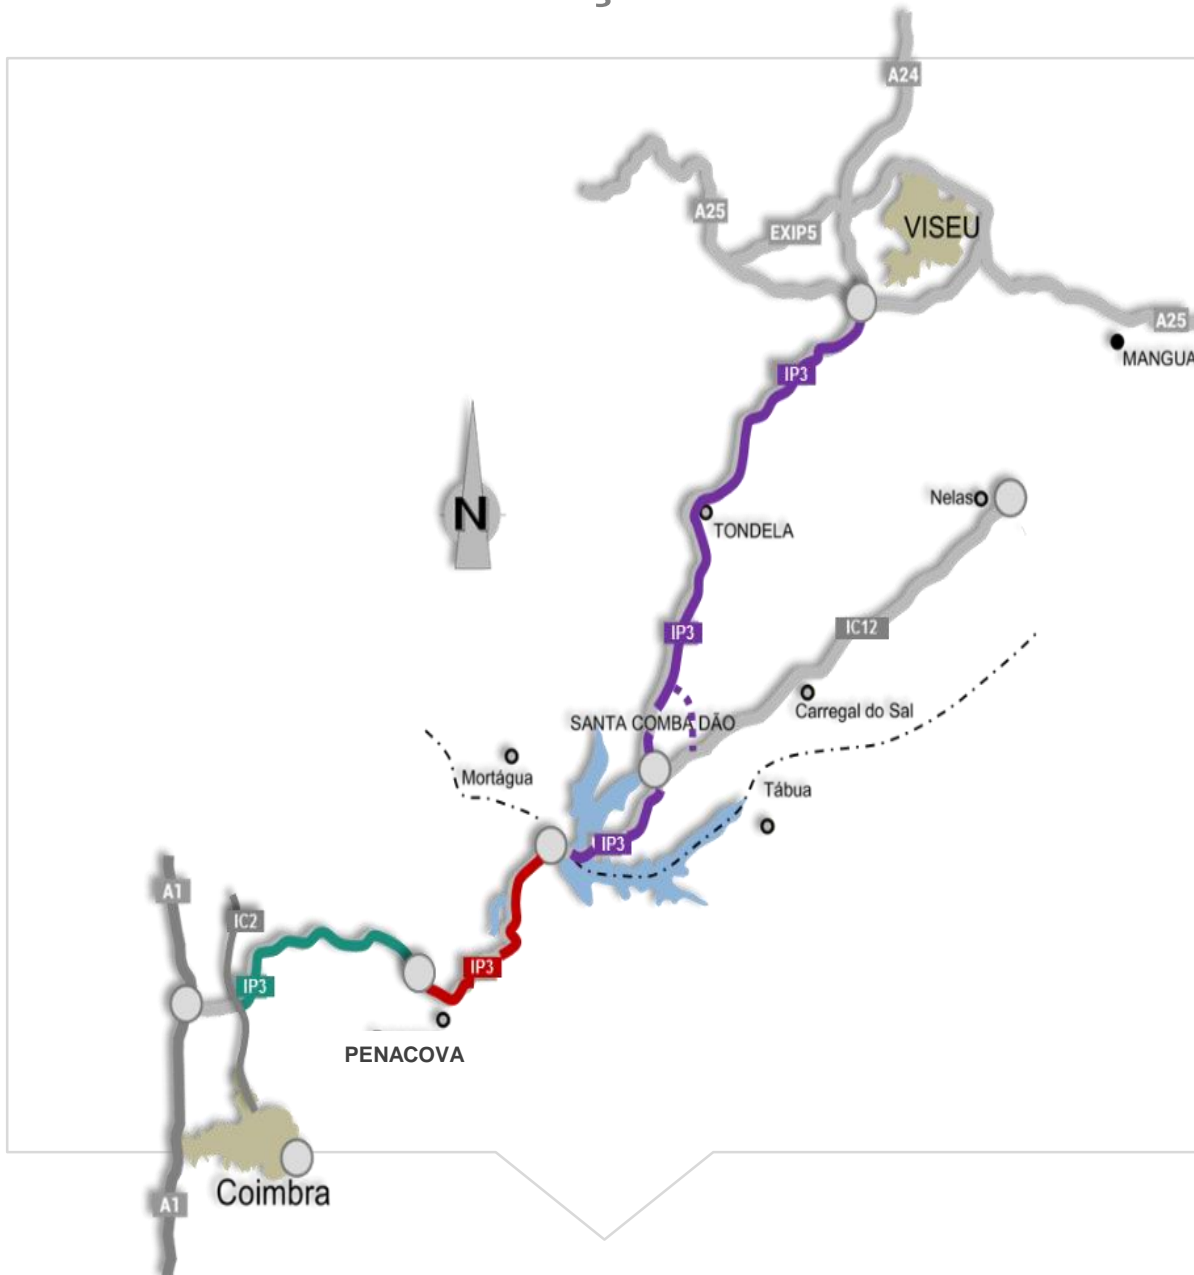 A24
A25
EXIP5
VISEU
A25
MANGUA
IP3
N
Nelas
TONDELA
IP3
IC12
Carregal do Sal
SANTA COMBA DÃO
Mortágua
Tábua
IP3
A1
IC2
IP3
IP3
PENACOVA
Coimbra
A1